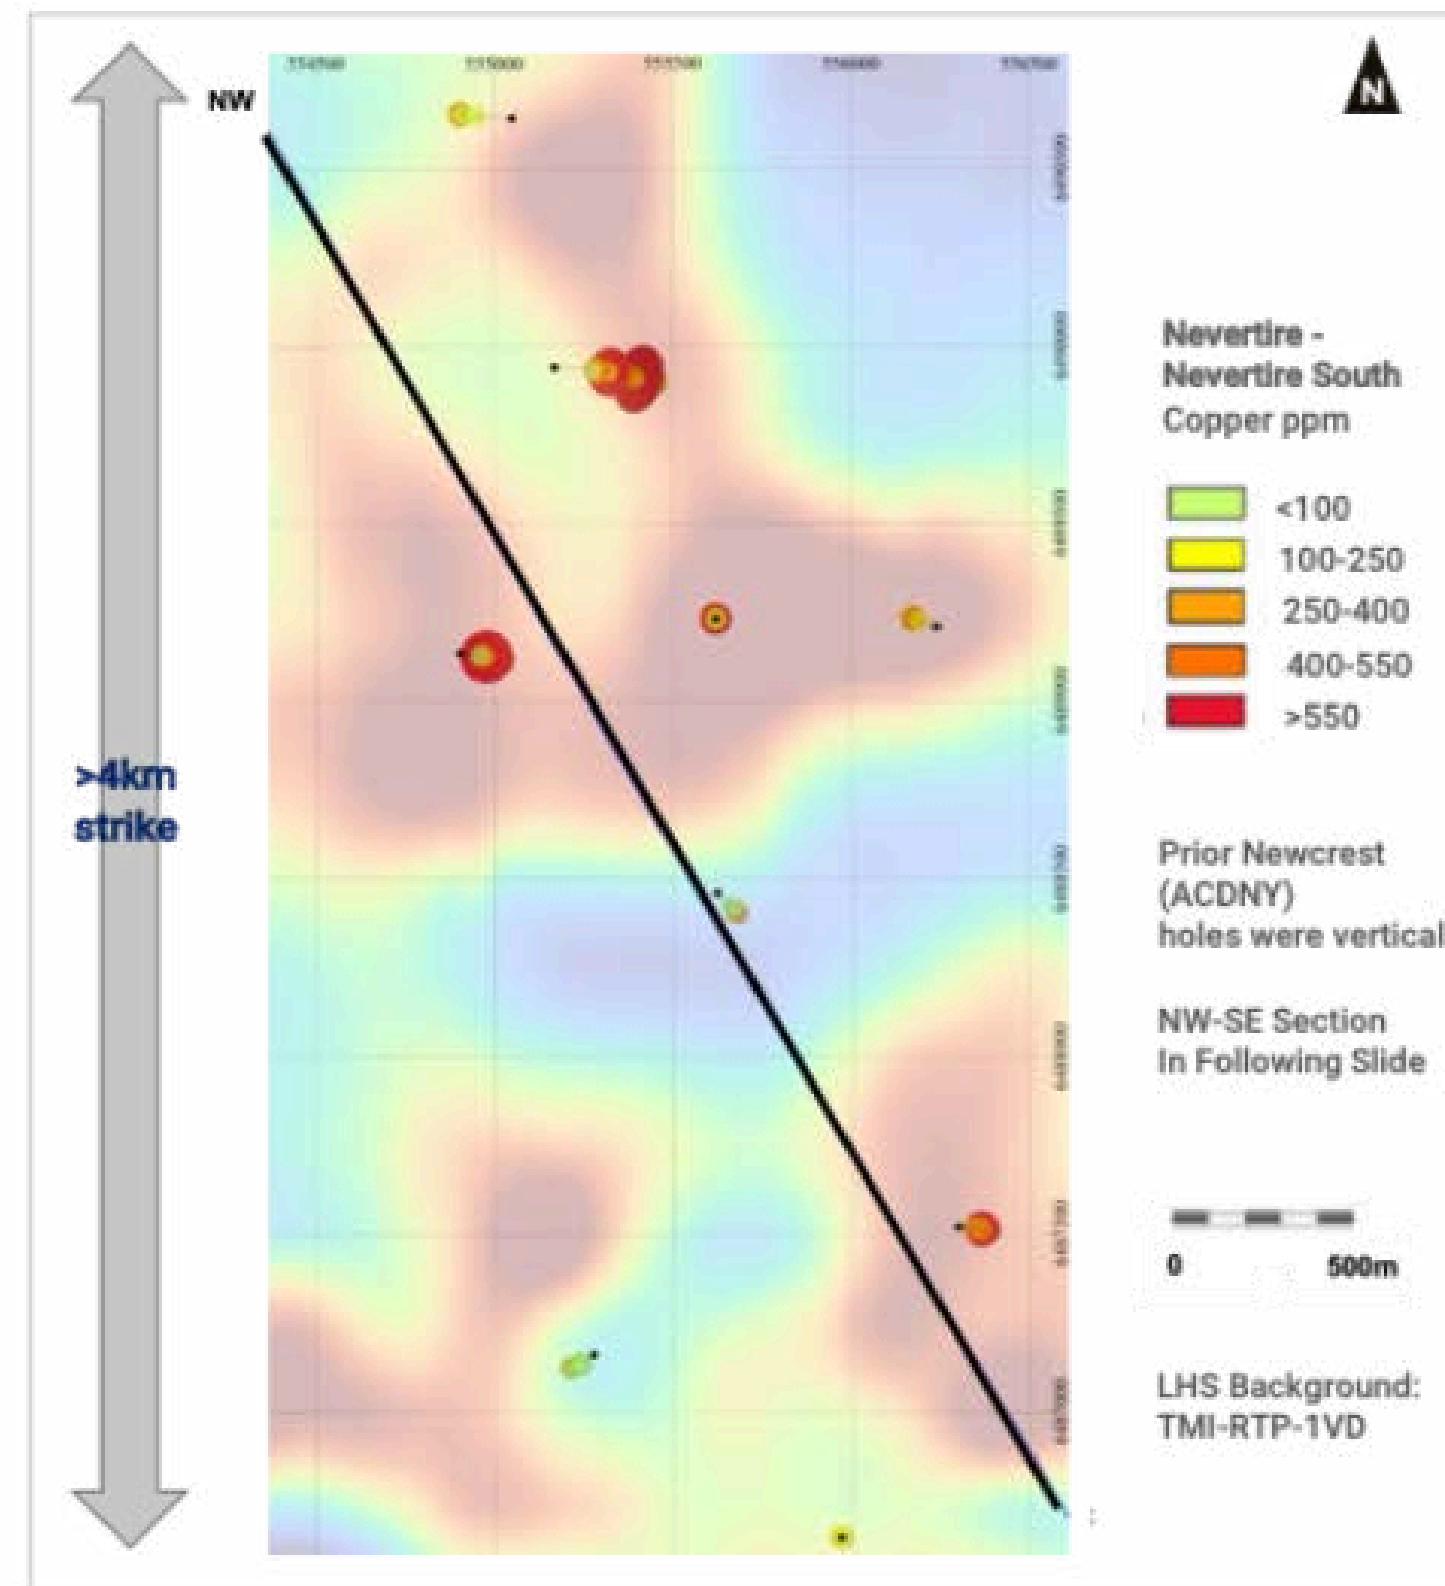 NW
N
555000
>4km
strike
Nevertire -
Nevertire South
Copper ppm
<100
100-250
250-400
400-550
>550
Prior Newcrest
(ACDNY)
holes were vertical
NW-SE Section
In Following Slide
0
500m
LHS Background:
TMI-RTP-1VD